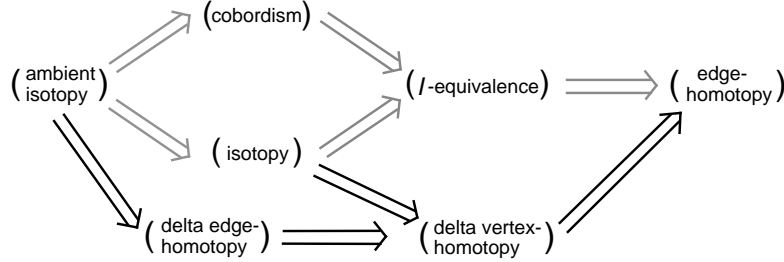 (cobordism)
(ambient
isotopy)
(I-equivalence)
(edge-
homotopy)
(isotopy)
(delta edge-
homotopy)
(delta vertex-
homotopy)